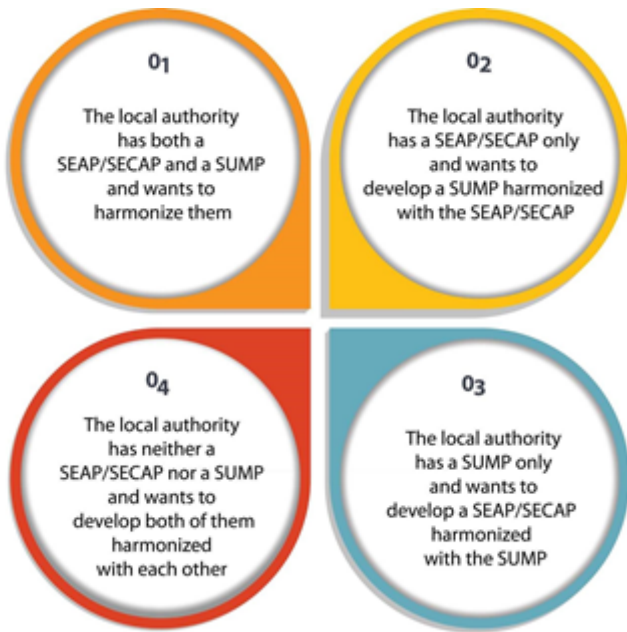 01
The local authority
has both a
SEAP/SECAP and a SUMP
and wants to
harmonize them
02
The local authority
has a SEAP/SECAP only
and wants to
develop a SUMP harmonized
with the SEAP/SECAP
04
The local authority
has neither a
SEAP/SECAP nor a SUMP
and wants to
develop both of them
harmonized
with each other
03
The local authority
has a SUMP only
and wants to
develop a SEAP/SECAP
harmonized
with the SUMP